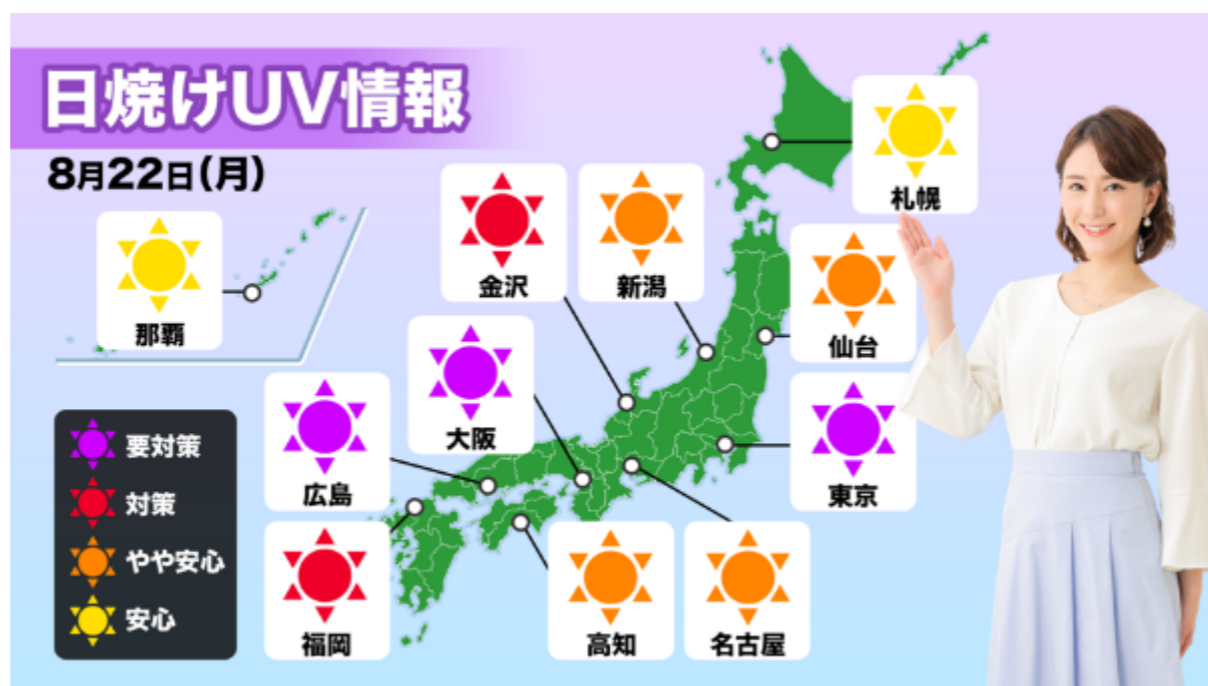 日焼けUV情報
8月22日(月)
札幌
金沢
新潟
那覇
仙台
大阪
広島
東京
福岡
高知
名古屋
要対策
対策
やや安心
安心